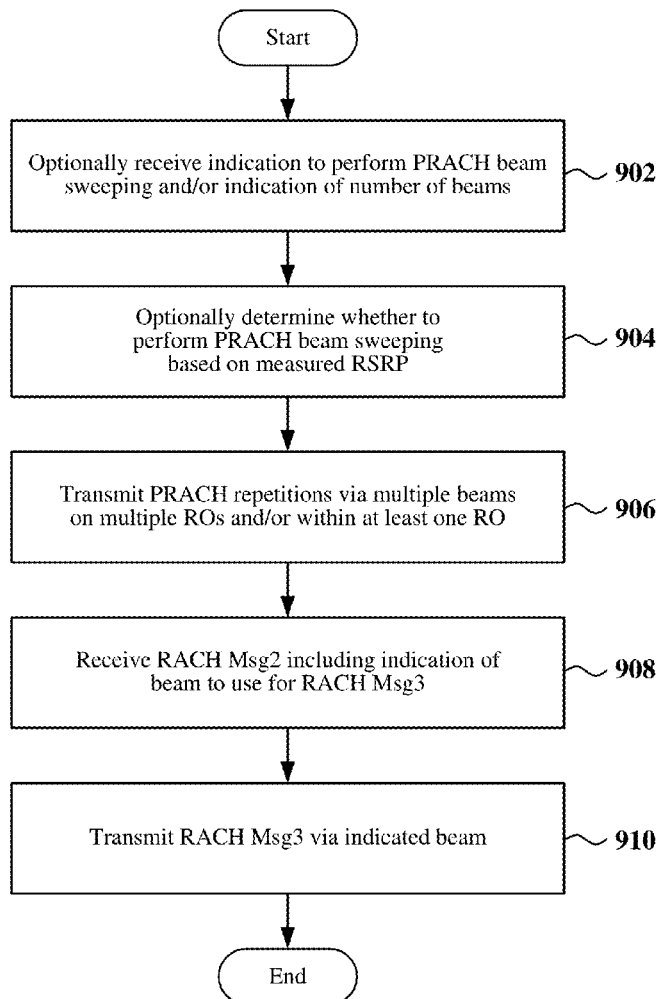 Start
Optionally receive indication to perform PRACH beam
sweeping and/or indication of number of beams
902
Optionally determine whether to
perform PRACH beam sweeping
based on measured RSRP
904
Transmit PRACH repetitions via multiple beams
on multiple ROs and/or within at least one RO
906
Receive RACH Msg2 including indication of
beam to use for RACH Msg3
908
Transmit RACH Msg3 via indicated beam
910
End